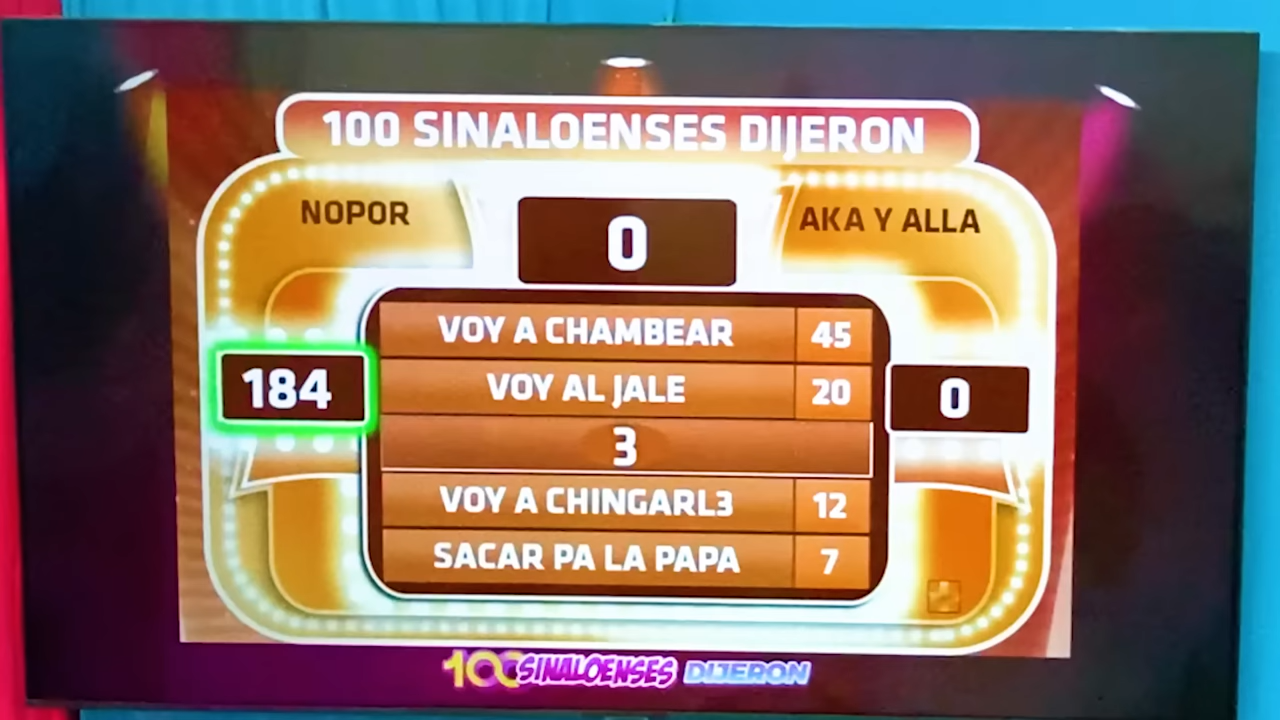 100 SINALOENSES DIJERON
NOPOR
0
AKA Y ALLA
VOY A CHAMBEAR 45
184
VOY AL JALE 20
0
3
VOY A CHINGARL3 12
SACAR PA LA PAPA 7
100 SINALOENSES DIJERON